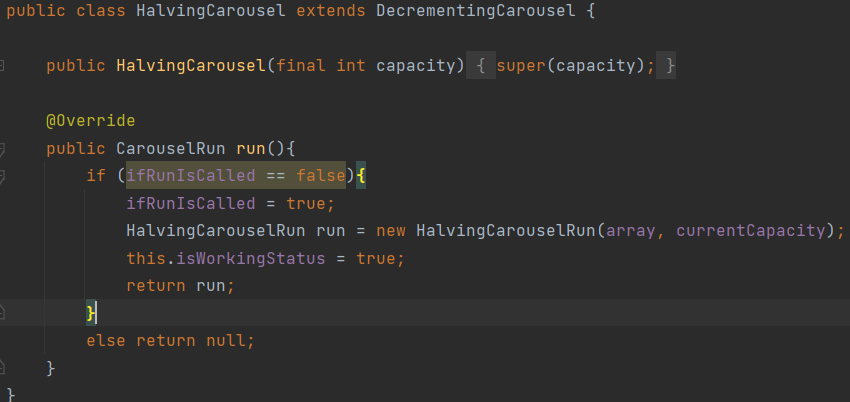 public class HalvingCarousel extends DecrementingCarousel {
public HalvingCarousel(final int capacity) { super(capacity); }
@Override
public CarouselRun run(){
if (ifRunIsCalled == false){
ifRunIsCalled = true;
HalvingCarouselRun run = new HalvingCarouselRun(array, currentCapacity);
this.isWorkingStatus = true;
return run;
}
else return null;
}
}